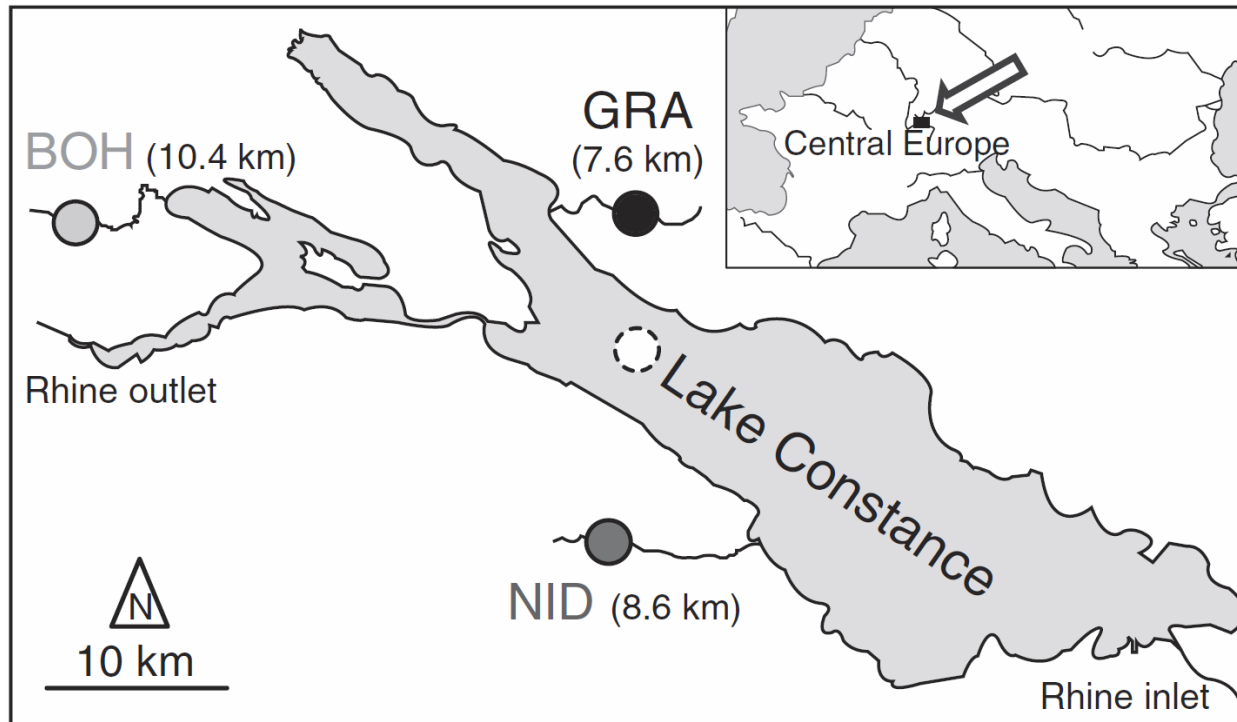 GRA
(7.6 km)
BOH (10.4 km)
Central Europe
Rhine outlet
Lake Constance
NID (8.6 km)
N
10 km
Rhine inlet